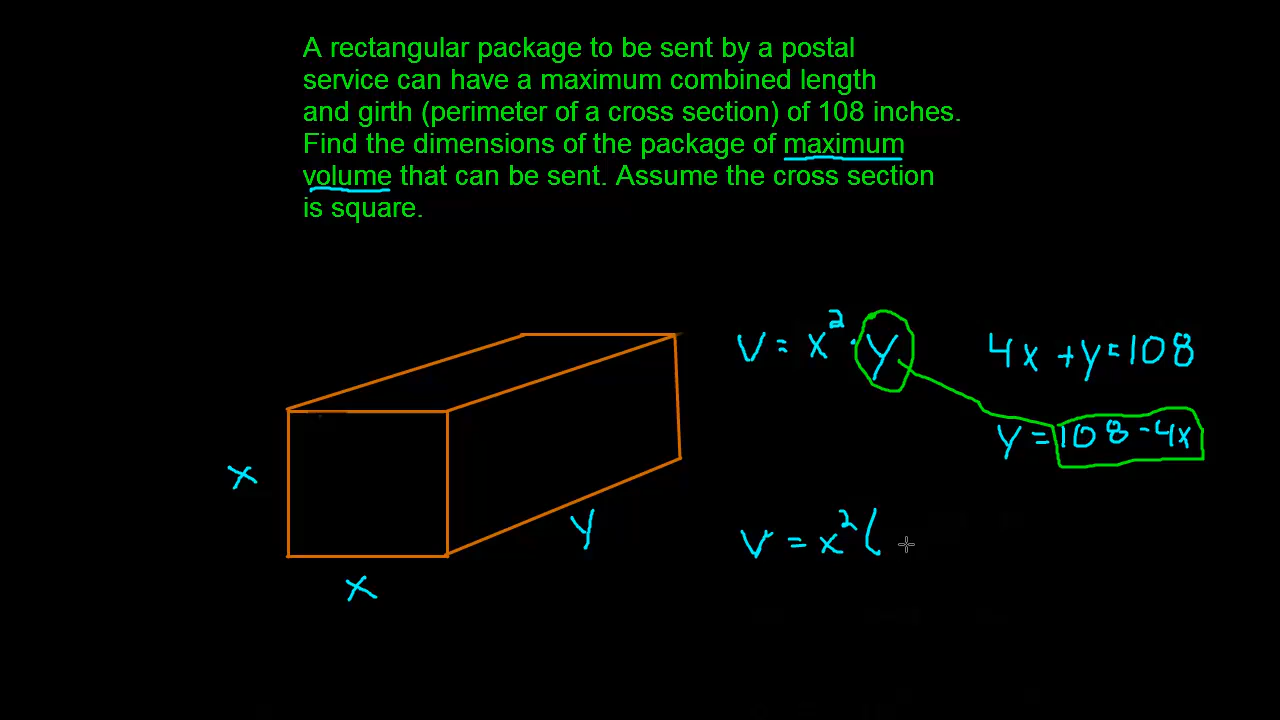 A rectangular package to be sent by a postal
service can have a maximum combined length
and girth (perimeter of a cross section) of 108 inches.
Find the dimensions of the package of maximum
volume that can be sent. Assume the cross section
is square.
V = x² · y
4x + y = 108
y = 108 - 4x
x
y
V = x² (
x